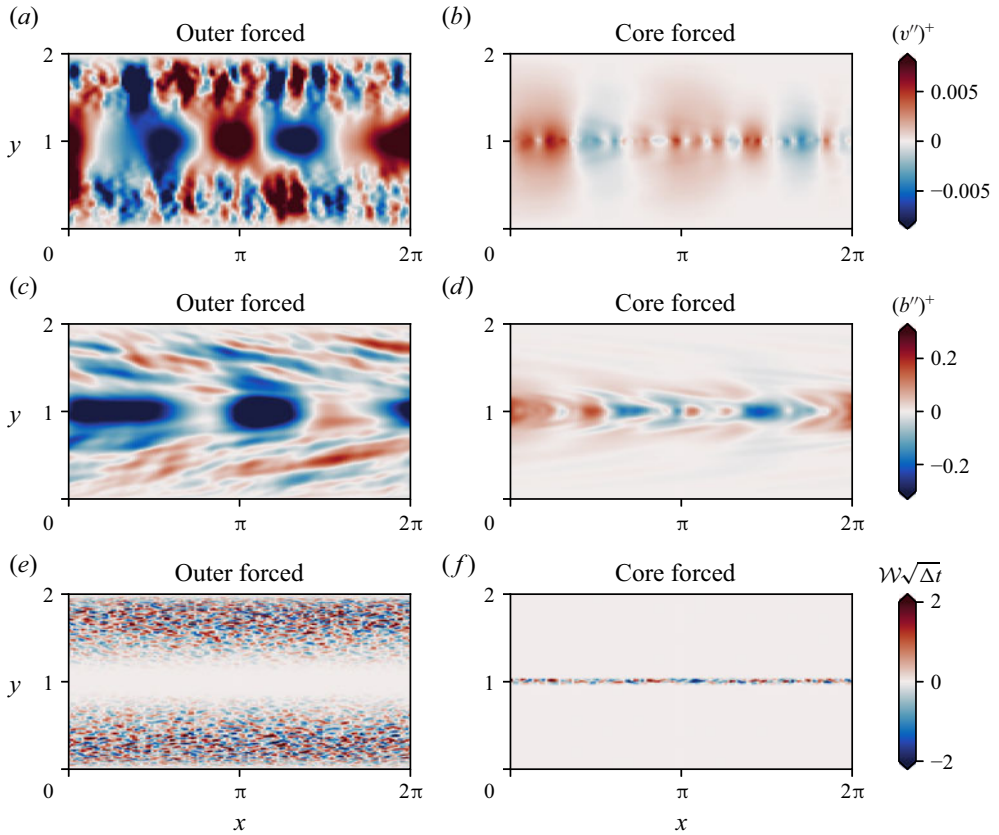 (a) (b) (v″)⁺
Outer forced Core forced
2 2
0.005
y 1 1 0
−0.005
0 π 2π 0 π 2π
(c) (d) (b″)⁺
Outer forced Core forced
2 2
0.2
y 1 1 0
−0.2
0 π 2π 0 π 2π
(e) (f) 𝒲√Δt
Outer forced Core forced
2 2 2
y 1 1 0
−2
0 π 2π 0 π 2π
x x